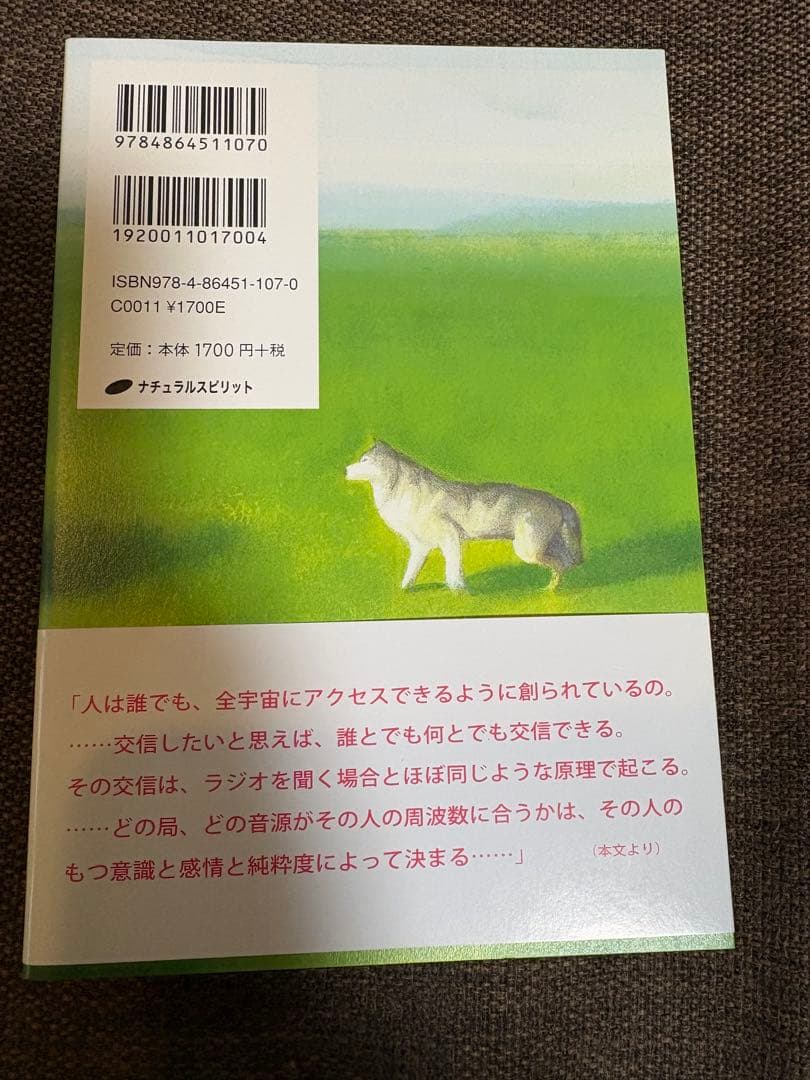 9784864511070
1920011017004
ISBN978-4-86451-107-0
C0011 ¥1700E
定価：本体 1700 円＋税
ナチュラルスピリット
「人は誰でも、全宇宙にアクセスできるように創られているの。
……交信したいと思えば、誰とでも何とでも交信できる。
その交信は、ラジオを聞く場合とほぼ同じような原理で起こる。
……どの局、どの音源がその人の周波数に合うかは、その人の
もつ意識と感情と純粋度によって決まる……」 （本文より）